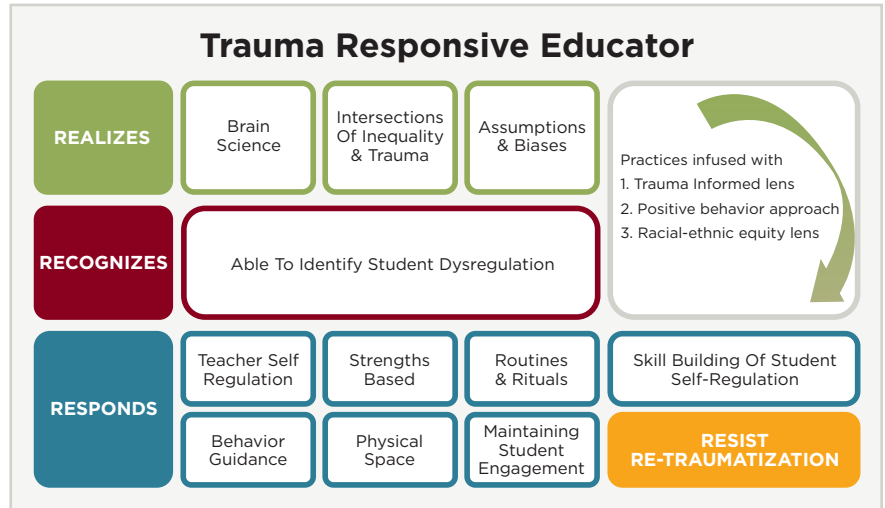 Trauma Responsive Educator
REALIZES
Brain
Science
Intersections
Of Inequality
& Trauma
Assumptions
& Biases
Practices infused with
1. Trauma Informed lens
2. Positive behavior approach
3. Racial-ethnic equity lens
RECOGNIZES
Able To Identify Student Dysregulation
RESPONDS
Teacher Self
Regulation
Strengths
Based
Routines
& Rituals
Skill Building Of Student
Self-Regulation
Behavior
Guidance
Physical
Space
Maintaining
Student
Engagement
RESIST
RE-TRAUMATIZATION